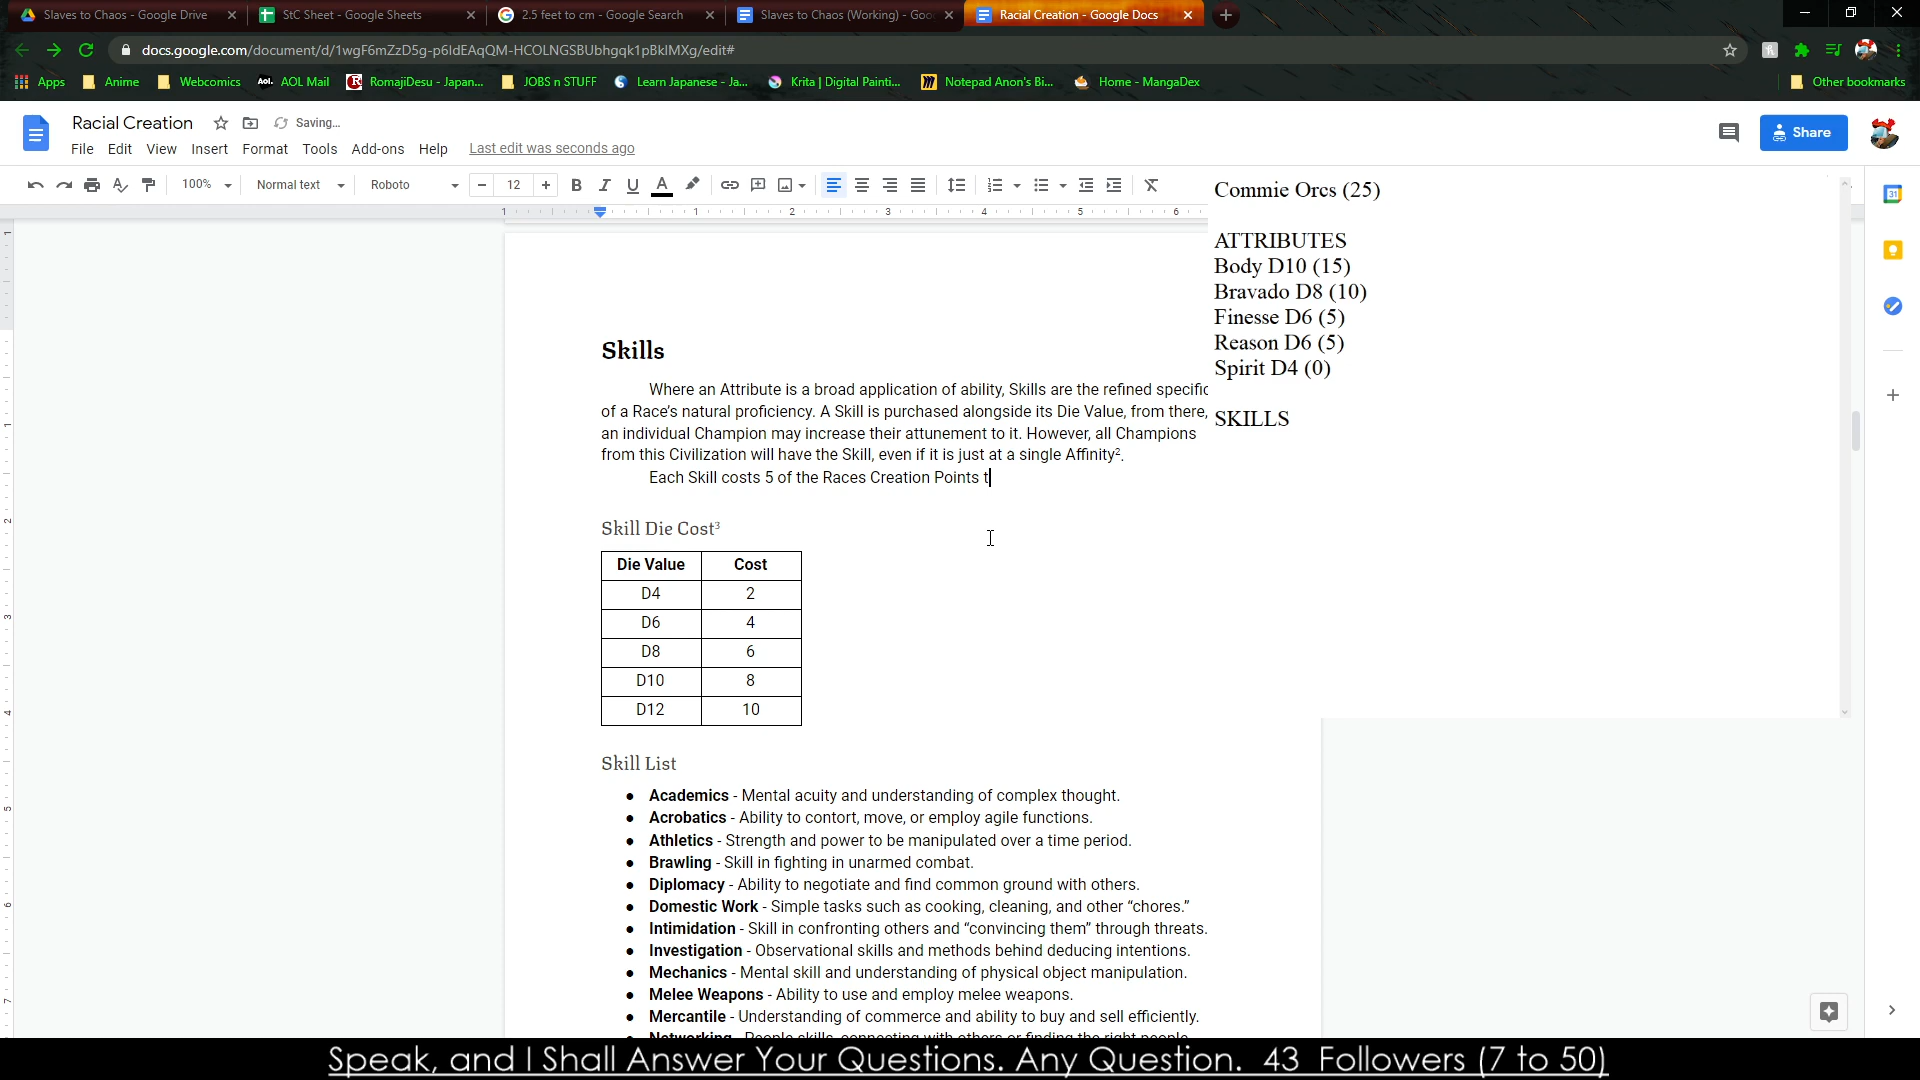 Slaves to Chaos - Google Drive
StC Sheet - Google Sheets
2.5 feet to cm - Google Search
Slaves to Chaos (Working) - Goo
Racial Creation - Google Docs
docs.google.com/document/d/1wgF6mZzD5g-p6ldEAqQM-HCOLNGSBUbhgqk1pBklMXg/edit#
Apps
Anime
Webcomics
Aol.
AOL Mail
RomajiDesu - Japan...
JOBS n STUFF
Learn Japanese - Ja...
Krita | Digital Painti...
Notepad Anon's Bi...
Home - MangaDex
Other bookmarks
Racial Creation
Saving...
Share
File Edit View Insert Format Tools Add-ons Help Last edit was seconds ago
100% Normal text Roboto 12
Commie Orcs (25)
ATTRIBUTES
Body D10 (15)
Bravado D8 (10)
Finesse D6 (5)
Reason D6 (5)
Spirit D4 (0)
SKILLS
Skills
Where an Attribute is a broad application of ability, Skills are the refined specific
of a Race's natural proficiency. A Skill is purchased alongside its Die Value, from there,
an individual Champion may increase their attunement to it. However, all Champions
from this Civilization will have the Skill, even if it is just at a single Affinity².
Each Skill costs 5 of the Races Creation Points t
Skill Die Cost³
Die Value Cost
D4 2
D6 4
D8 6
D10 8
D12 10
Skill List
● Academics - Mental acuity and understanding of complex thought.
● Acrobatics - Ability to contort, move, or employ agile functions.
● Athletics - Strength and power to be manipulated over a time period.
● Brawling - Skill in fighting in unarmed combat.
● Diplomacy - Ability to negotiate and find common ground with others.
● Domestic Work - Simple tasks such as cooking, cleaning, and other “chores.”
● Intimidation - Skill in confronting others and “convincing them” through threats.
● Investigation - Observational skills and methods behind deducing intentions.
● Mechanics - Mental skill and understanding of physical object manipulation.
● Melee Weapons - Ability to use and employ melee weapons.
● Mercantile - Understanding of commerce and ability to buy and sell efficiently.
● Networking - People skills, connecting with others or finding the right people
Speak, and I Shall Answer Your Questions. Any Question. 43 Followers (7 to 50)